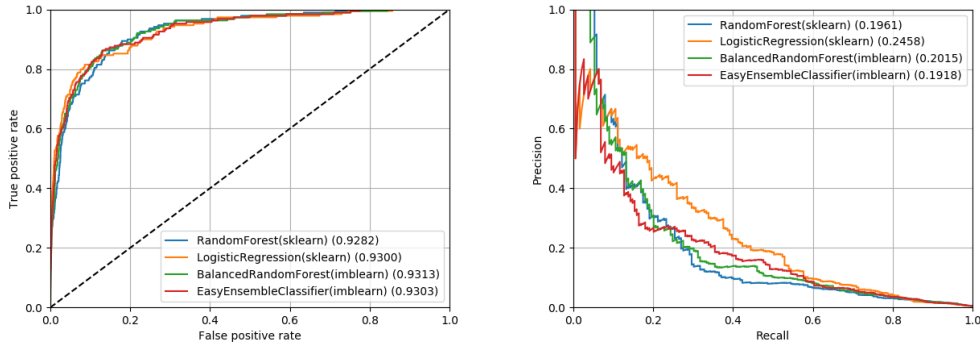 1.0
0.8
0.6
0.4
0.2
0.0
True positive rate
0.0 0.2 0.4 0.6 0.8 1.0
False positive rate
RandomForest(sklearn) (0.9282)
LogisticRegression(sklearn) (0.9300)
BalancedRandomForest(imblearn) (0.9313)
EasyEnsembleClassifier(imblearn) (0.9303)
1.0
0.8
0.6
0.4
0.2
0.0
Precision
0.0 0.2 0.4 0.6 0.8 1.0
Recall
RandomForest(sklearn) (0.1961)
LogisticRegression(sklearn) (0.2458)
BalancedRandomForest(imblearn) (0.2015)
EasyEnsembleClassifier(imblearn) (0.1918)